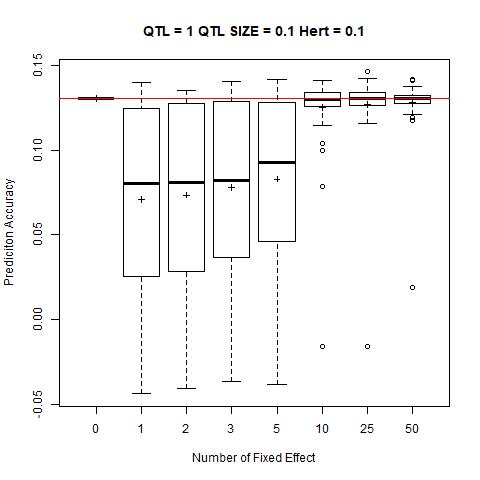 QTL = 1 QTL SIZE = 0.1 Hert = 0.1
Prediciton Accuracy
0.15
0.10
0.05
0.00
-0.05
0 1 2 3 5 10 25 50
Number of Fixed Effect